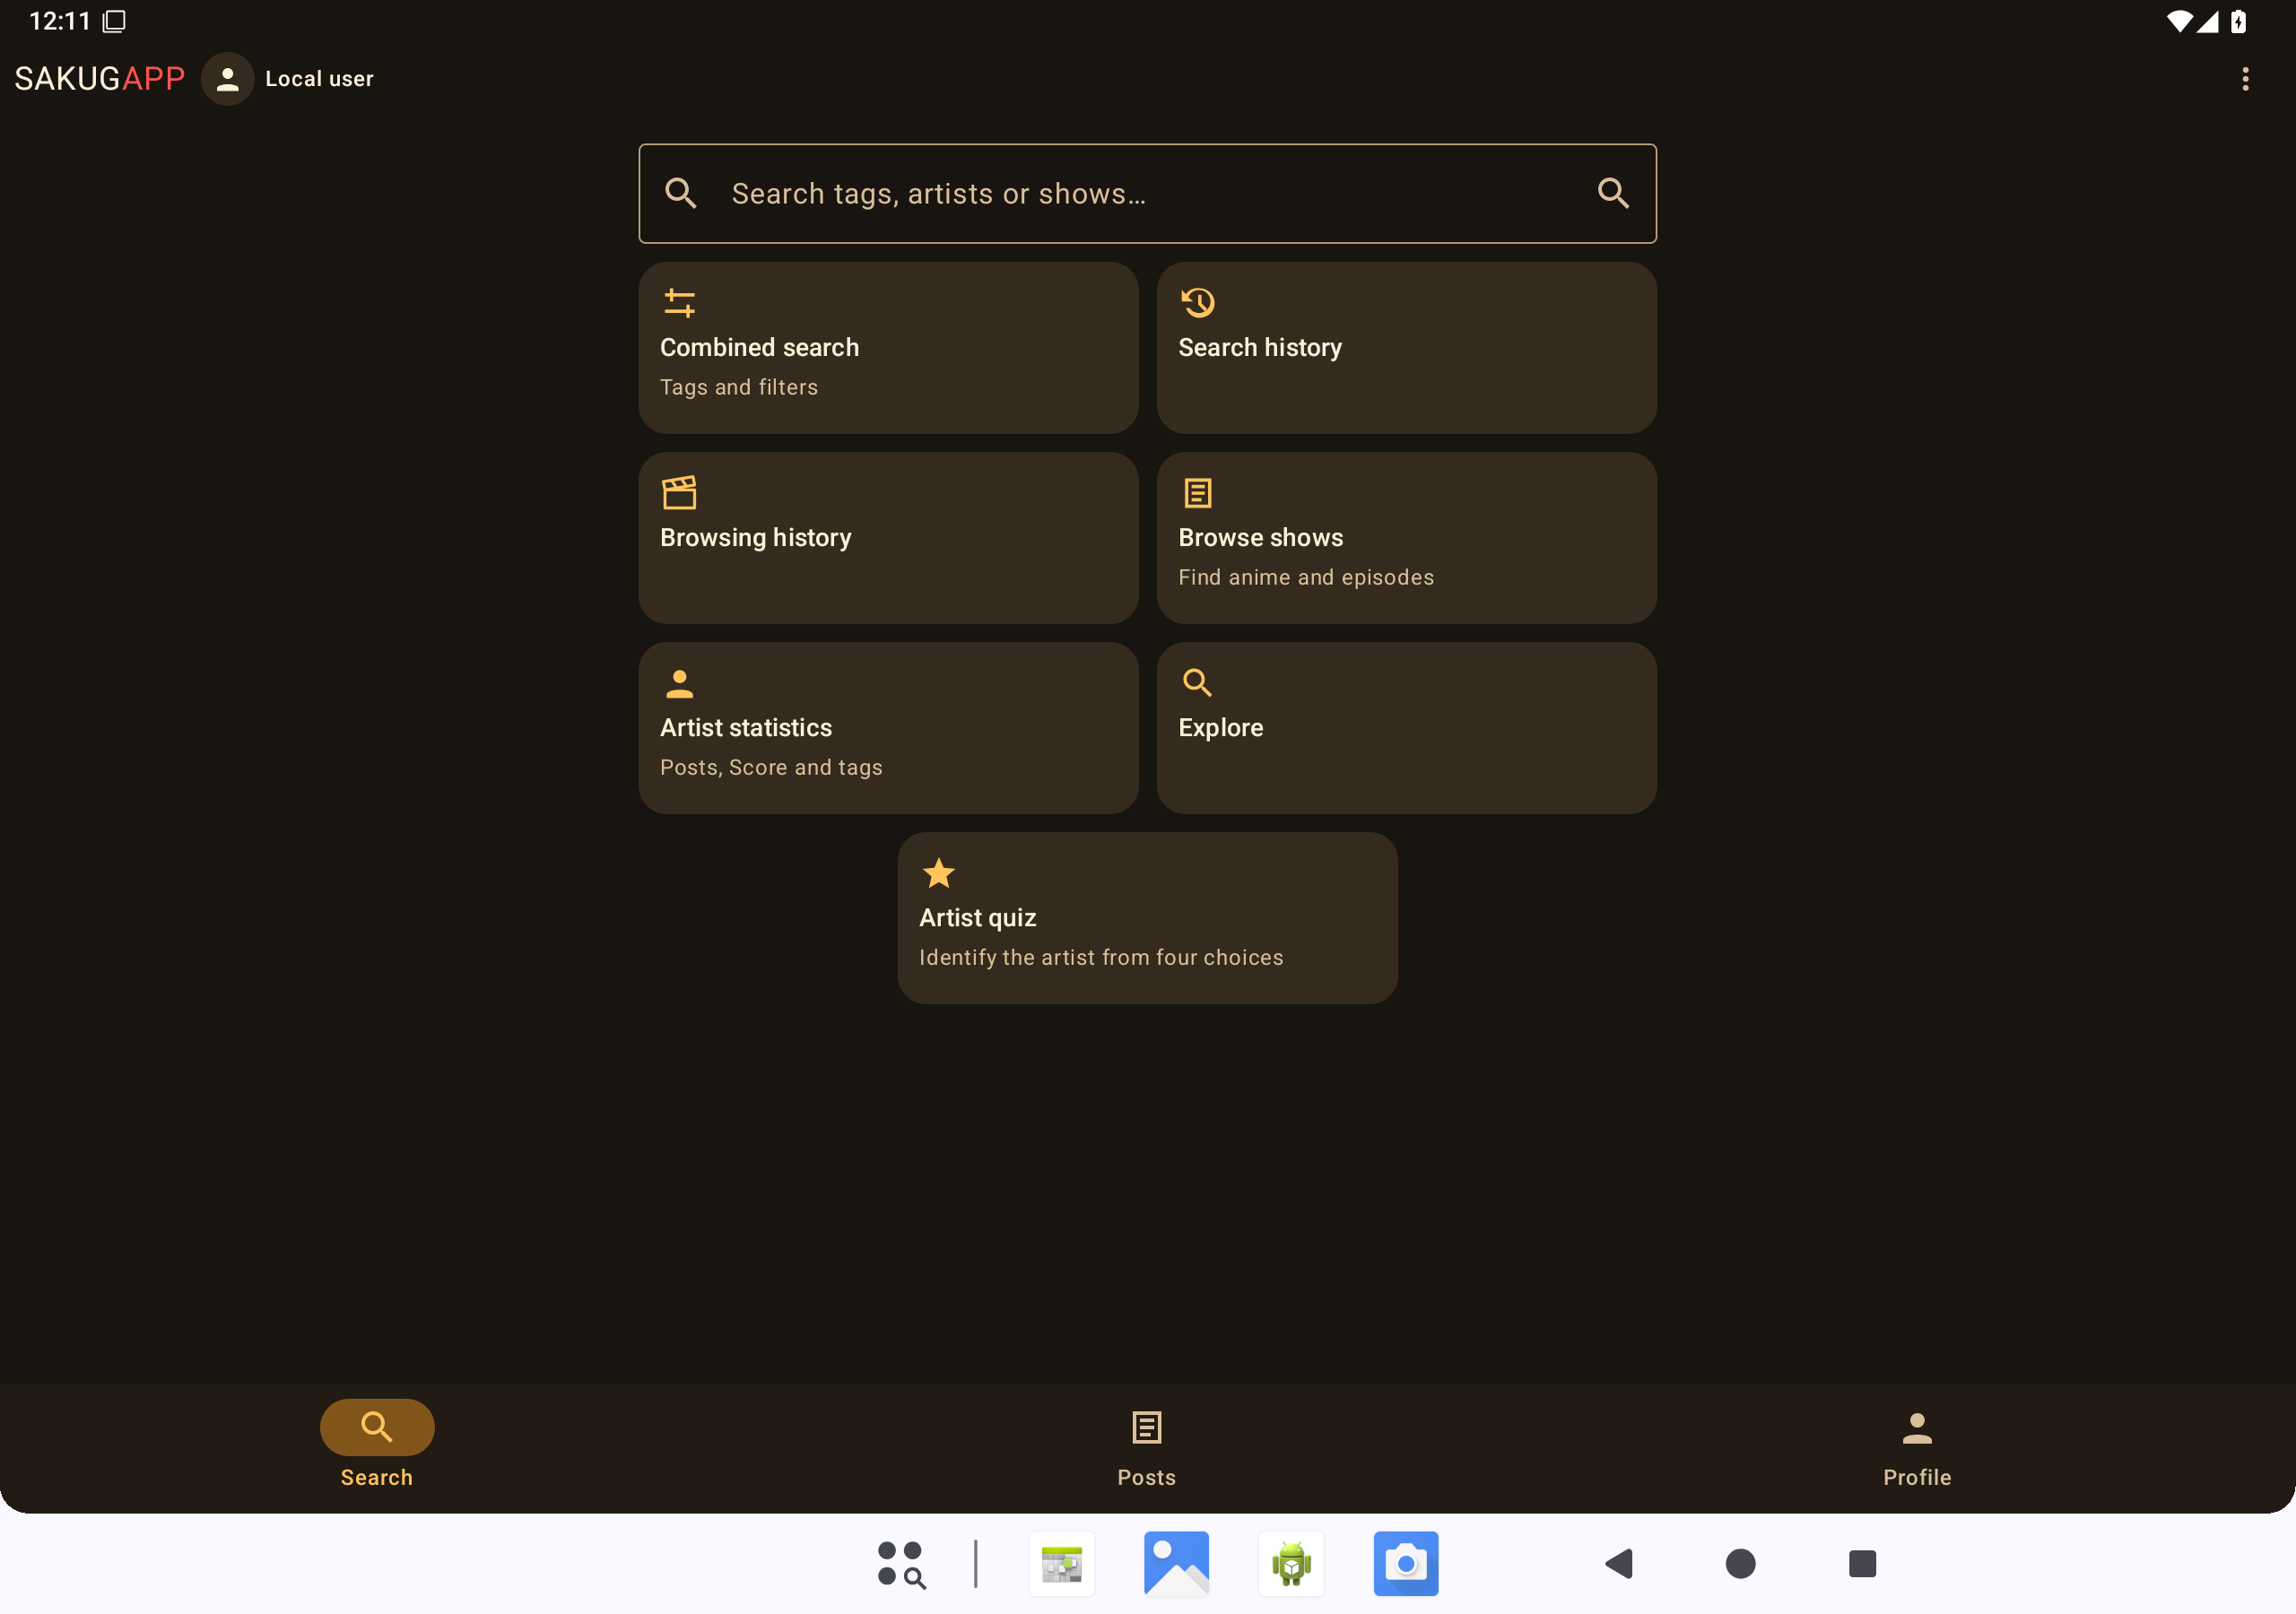 12:11
SAKUGAPP Local user
Search tags, artists or shows…
Combined search
Tags and filters
Search history
Browsing history
Browse shows
Find anime and episodes
Artist statistics
Posts, Score and tags
Explore
Artist quiz
Identify the artist from four choices
Search
Posts
Profile